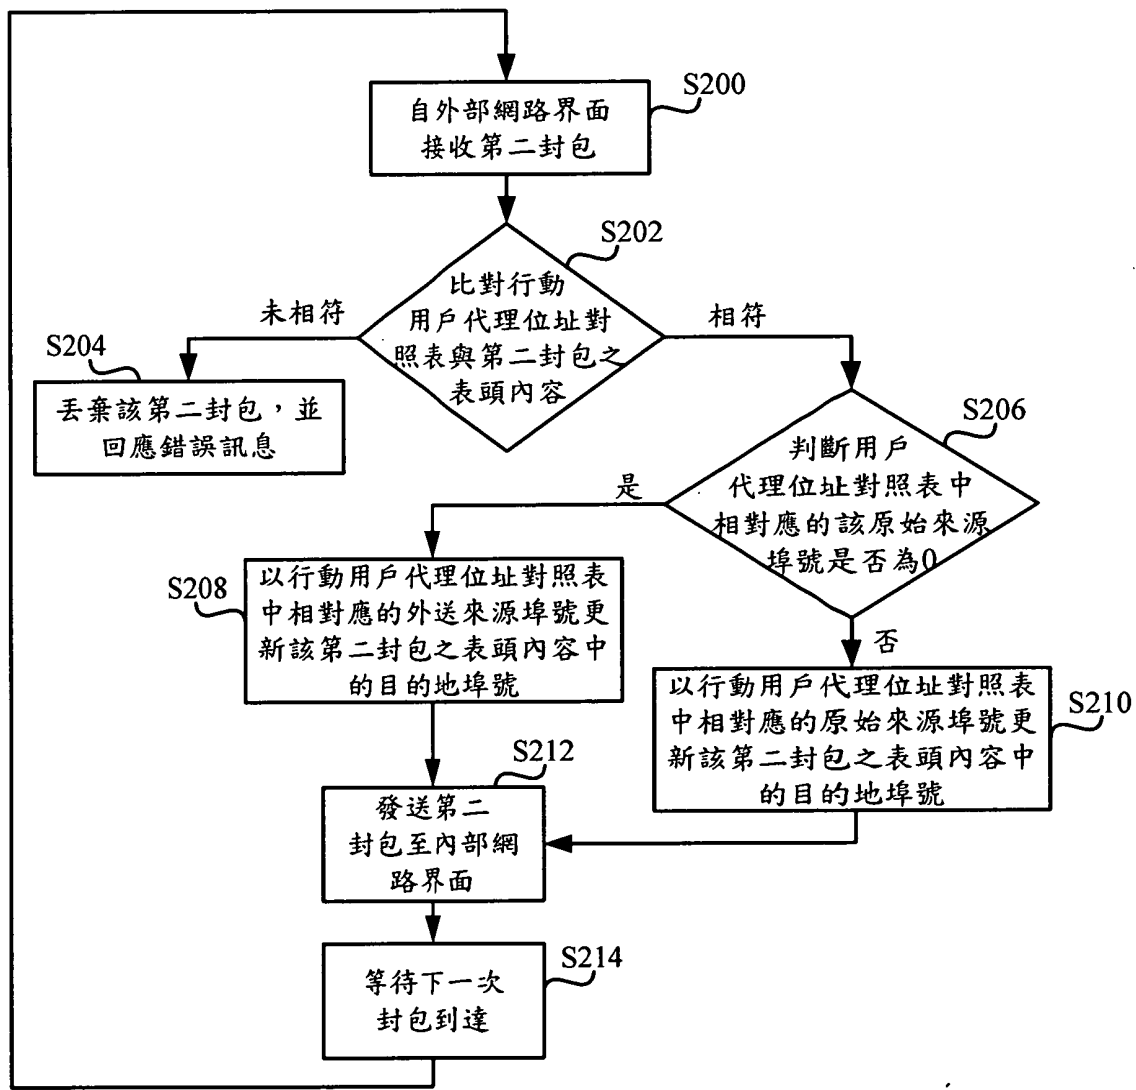 S200
自外部網路界面
接收第二封包
S202
比對行動
用戶代理位址對
照表與第二封包之
表頭內容
未相符
相符
S204
丟棄該第二封包，並
回應錯誤訊息
S206
判斷用戶
代理位址對照表中
相對應的該原始來源
埠號是否為0
是
否
S208
以行動用戶代理位址對照表
中相對應的外送來源埠號更
新該第二封包之表頭內容中
的目的地埠號
S210
以行動用戶代理位址對照表
中相對應的原始來源埠號更
新該第二封包之表頭內容中
的目的地埠號
S212
發送第二
封包至內部網
路界面
S214
等待下一次
封包到達